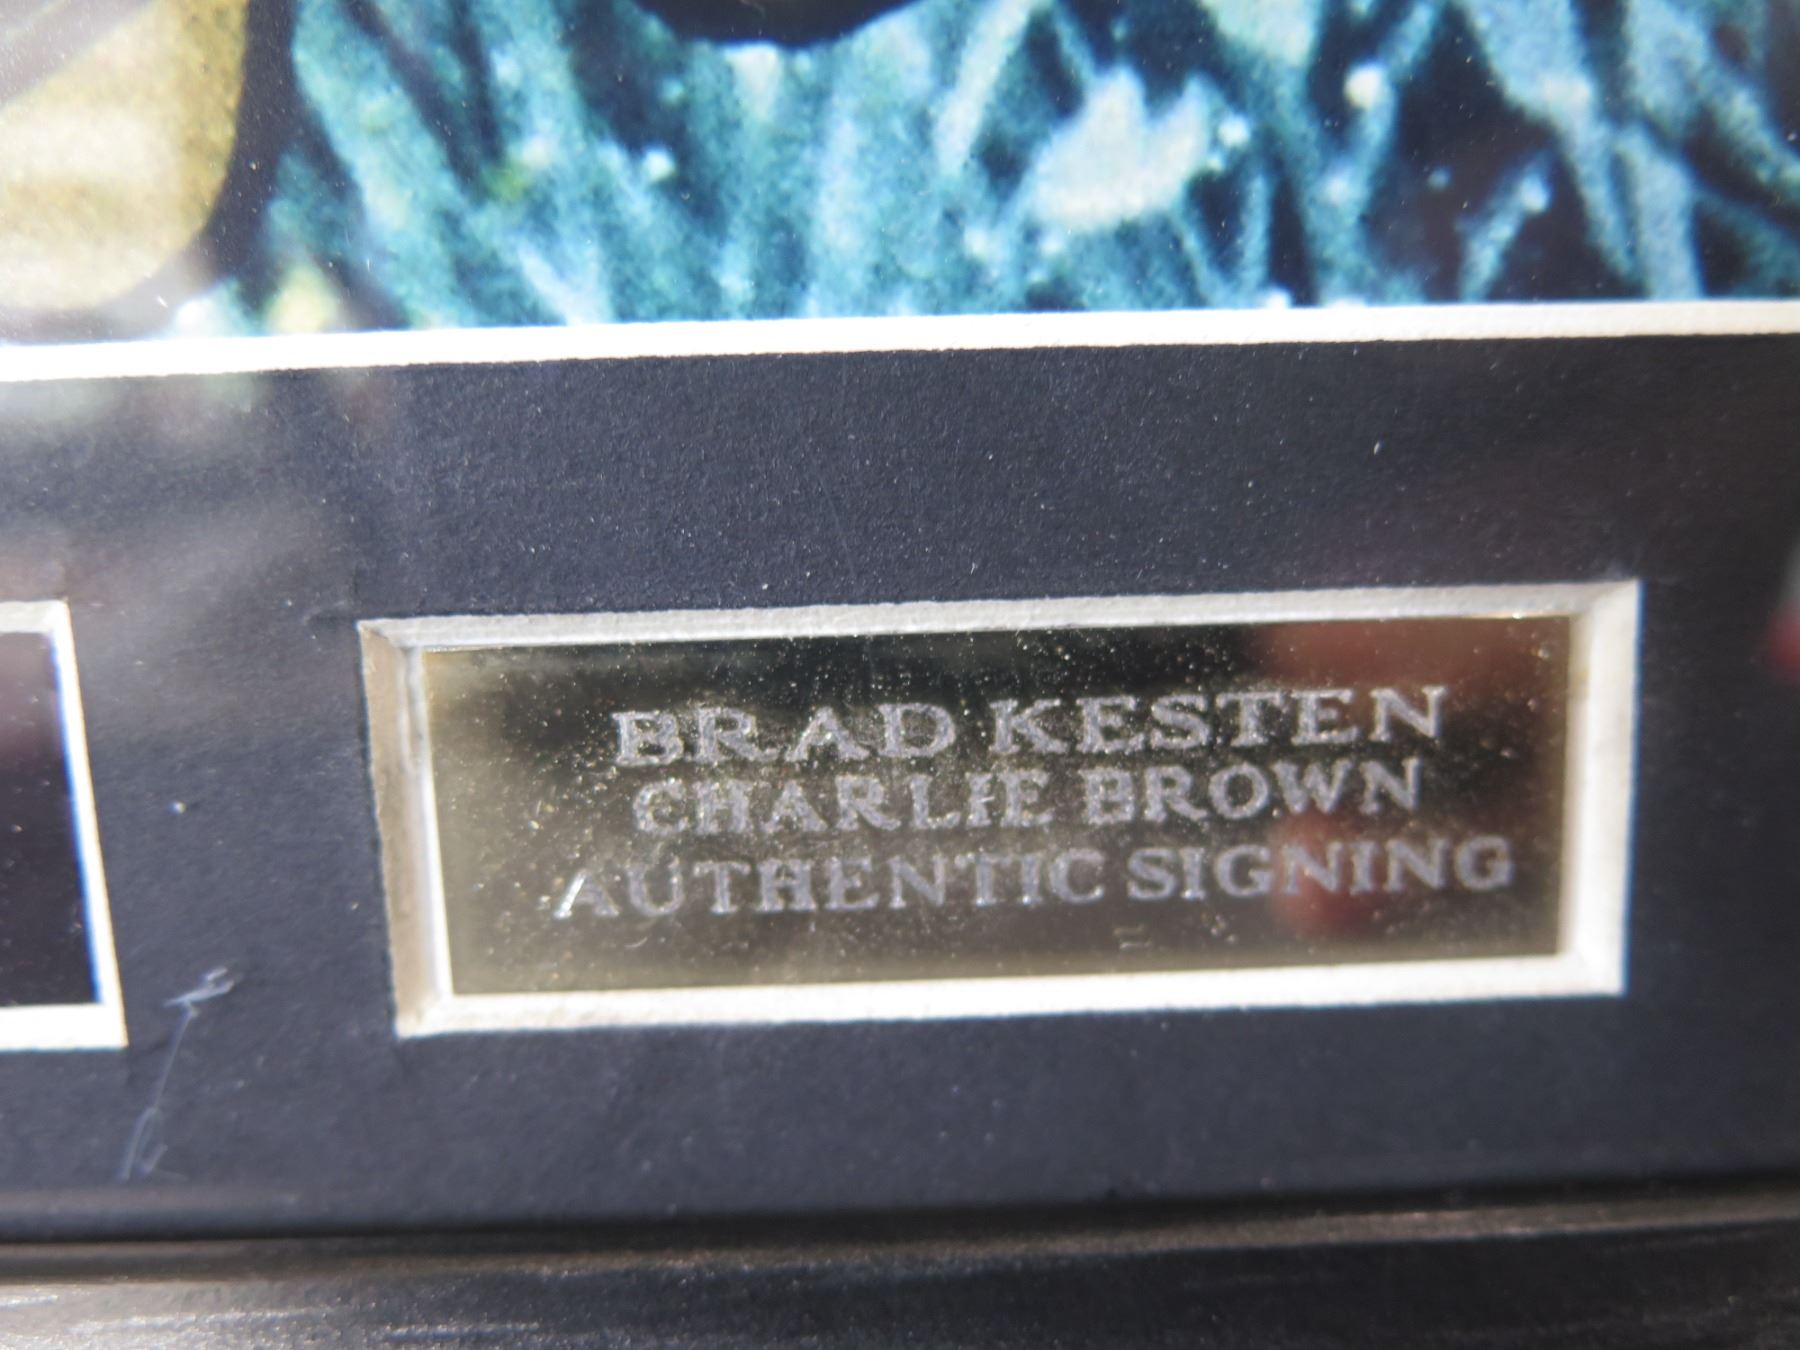 BRAD KESTEN
CHARLIE BROWN
AUTHENTIC SIGNING